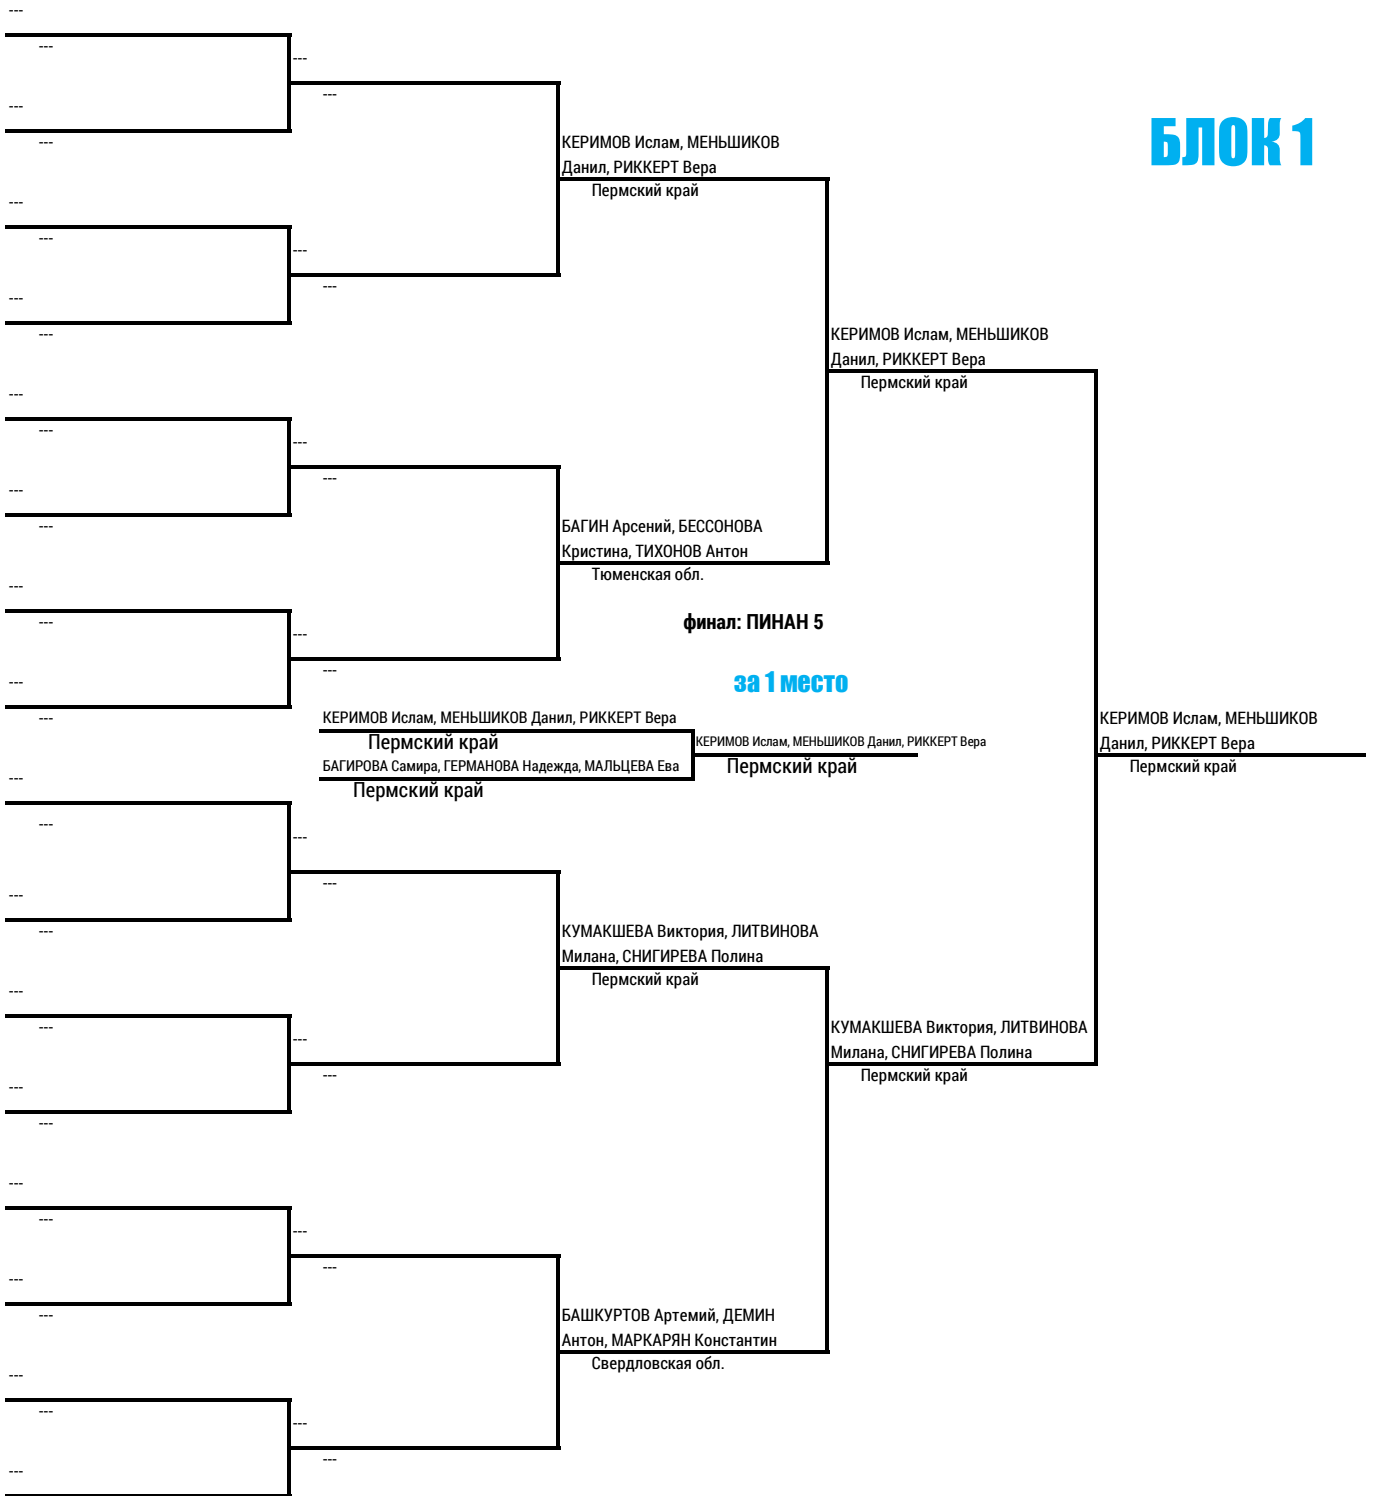 ---
---
---
---
---
---
БЛОК 1
КЕРИМОВ Ислам, МЕНЬШИКОВ
Данил, РИККЕРТ Вера
Пермский край
---
---
---
---
---
---
КЕРИМОВ Ислам, МЕНЬШИКОВ
Данил, РИККЕРТ Вера
Пермский край
---
---
---
---
---
---
БАГИН Арсений, БЕССОНОВА
Кристина, ТИХОНОВ Антон
Тюменская обл.
---
---
---
---
---
---
финал: ПИНАН 5
за 1 место
КЕРИМОВ Ислам, МЕНЬШИКОВ Данил, РИККЕРТ Вера
Пермский край
БАГИРОВА Самира, ГЕРМАНОВА Надежда, МАЛЬЦЕВА Ева
Пермский край
КЕРИМОВ Ислам, МЕНЬШИКОВ Данил, РИККЕРТ Вера
Пермский край
КЕРИМОВ Ислам, МЕНЬШИКОВ
Данил, РИККЕРТ Вера
Пермский край
---
---
---
---
---
---
КУМАКШЕВА Виктория, ЛИТВИНОВА
Милана, СНИГИРЕВА Полина
Пермский край
---
---
---
---
---
---
КУМАКШЕВА Виктория, ЛИТВИНОВА
Милана, СНИГИРЕВА Полина
Пермский край
---
---
---
---
---
---
БАШКУРТОВ Артемий, ДЕМИН
Антон, МАРКАРЯН Константин
Свердловская обл.
---
---
---
---
---